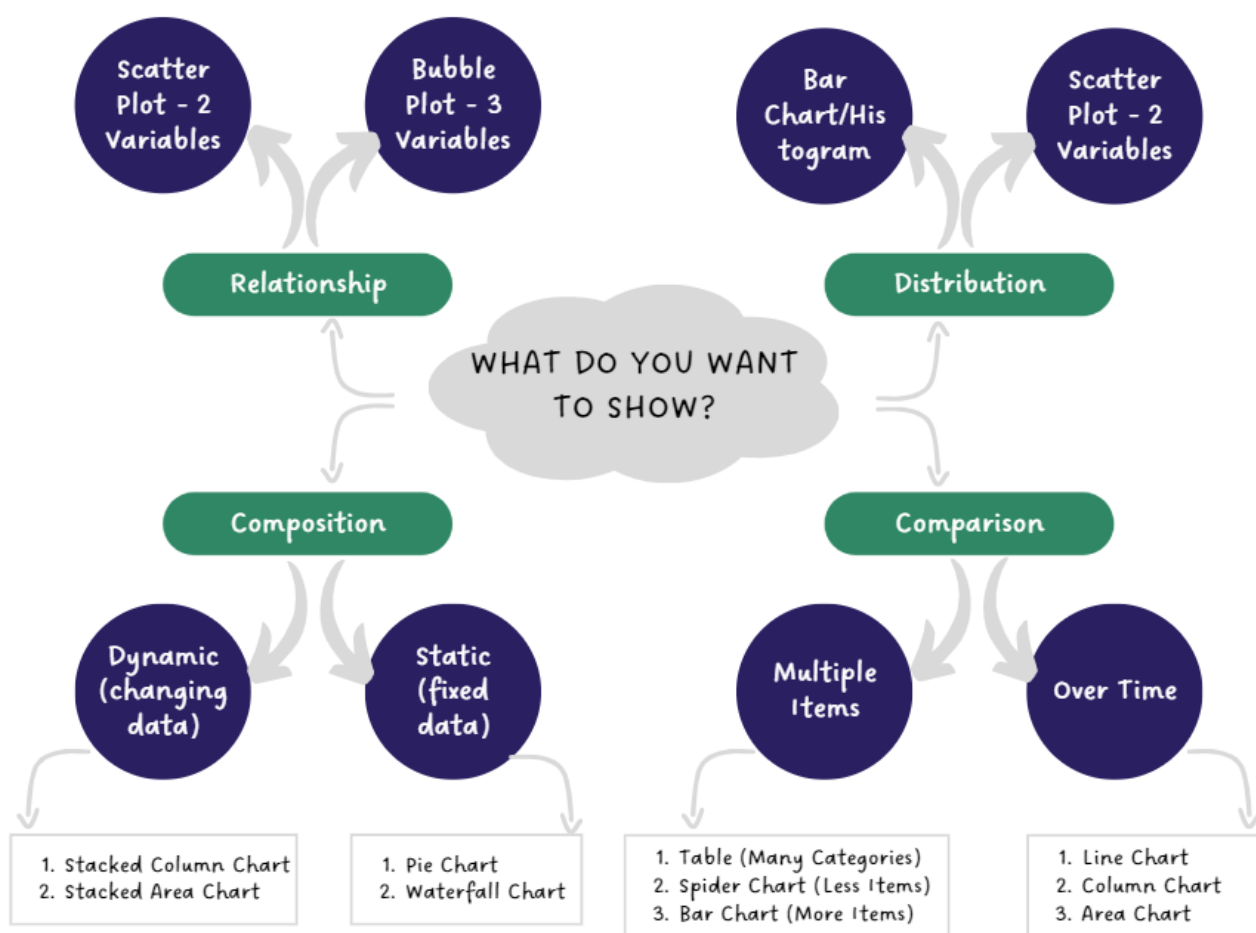 Scatter
Plot - 2
Variables
Bubble
Plot - 3
Variables
Bar
Chart/His
togram
Scatter
Plot - 2
Variables
Relationship
Distribution
WHAT DO YOU WANT
TO SHOW?
Composition
Comparison
Dynamic
(changing
data)
Static
(fixed
data)
Multiple
Items
Over Time
1. Stacked Column Chart
2. Stacked Area Chart
1. Pie Chart
2. Waterfall Chart
1. Table (Many Categories)
2. Spider Chart (Less Items)
3. Bar Chart (More Items)
1. Line Chart
2. Column Chart
3. Area Chart